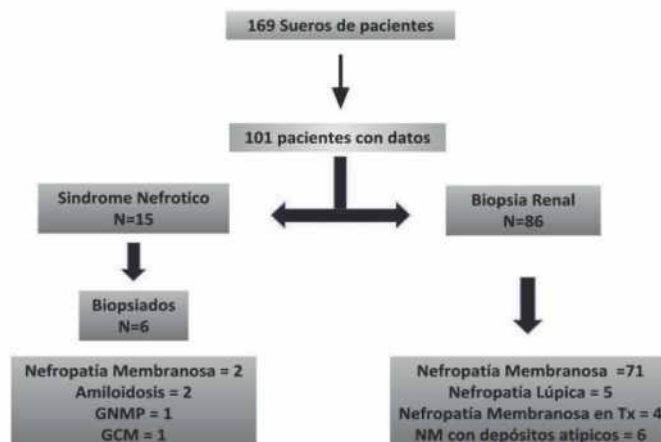 169 Sueros de pacientes
101 pacientes con datos
Sindrome Nefrotico
N=15
Biopsia Renal
N=86
Biopsiados
N=6
Nefropatía Membranosa = 2
Amiloidosis = 2
GNMP = 1
GCM = 1
Nefropatía Membranosa =71
Nefropatía Lúpica = 5
Nefropatía Membranosa en Tx = 4
NM con depósitos atípicos = 6